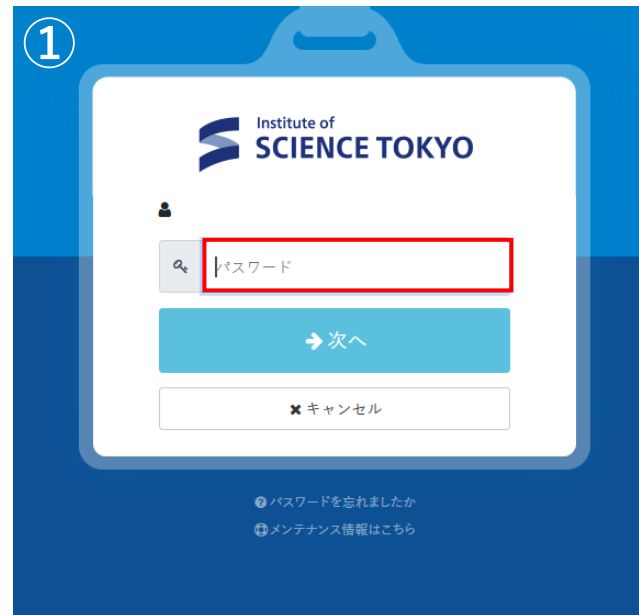 ①
Institute of
SCIENCE TOKYO
パスワード
次へ
キャンセル
パスワードを忘れましたか
メンテナンス情報はこちら